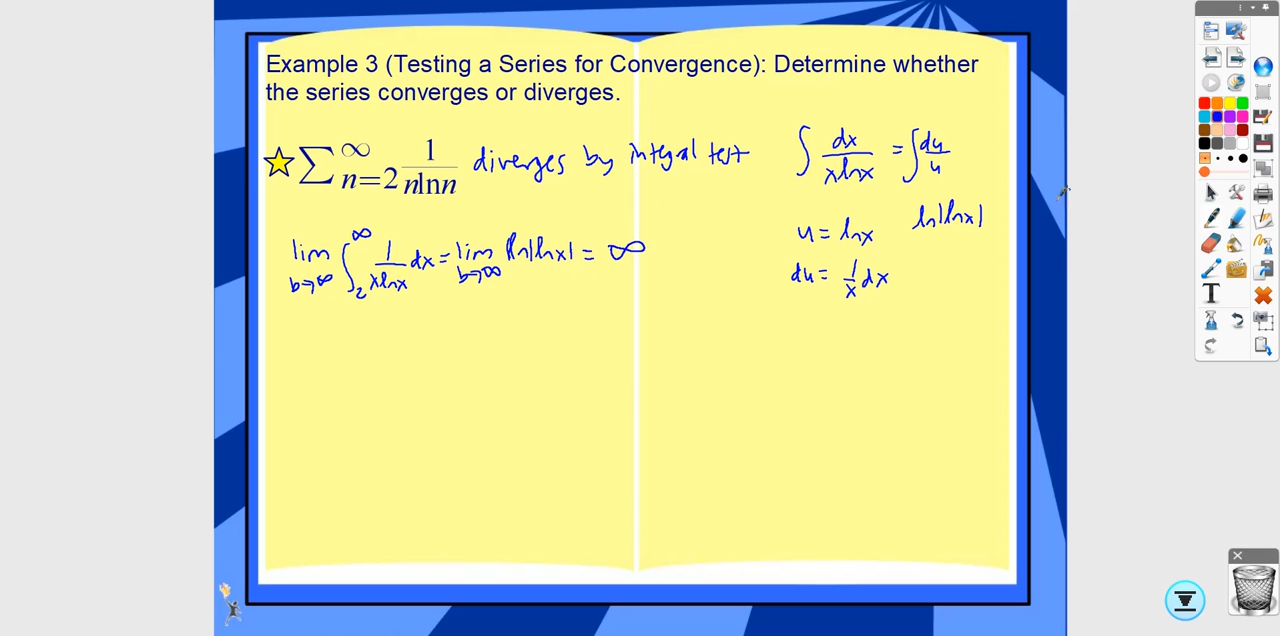 Example 3 (Testing a Series for Convergence): Determine whether
the series converges or diverges.
∑ ∞ n=2 1/(n ln n) diverges by integral test
lim b→∞ ∫₂^∞ 1/(x ln x) dx = lim b→∞ ln|ln x| = ∞
∫ dx/(x ln x) = ∫ du/u
u = ln x
ln|ln x|
du = 1/x dx
T